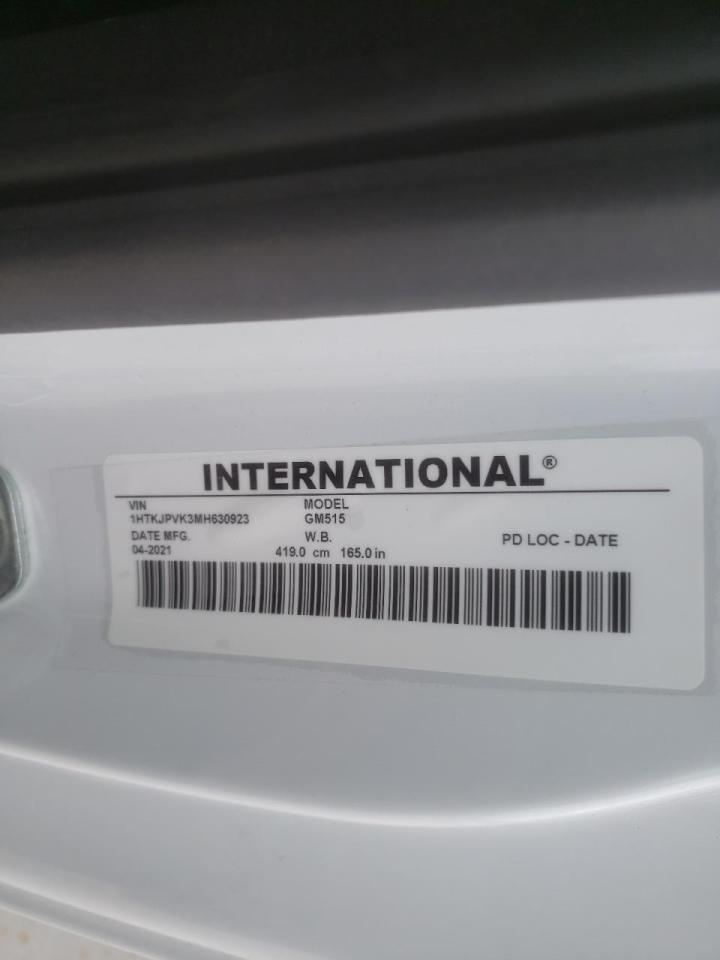 INTERNATIONAL®
VIN MODEL
1HTKJPVK3MH630923 GM515
DATE MFG. W.B. PD LOC - DATE
04-2021 419.0 cm 165.0 in